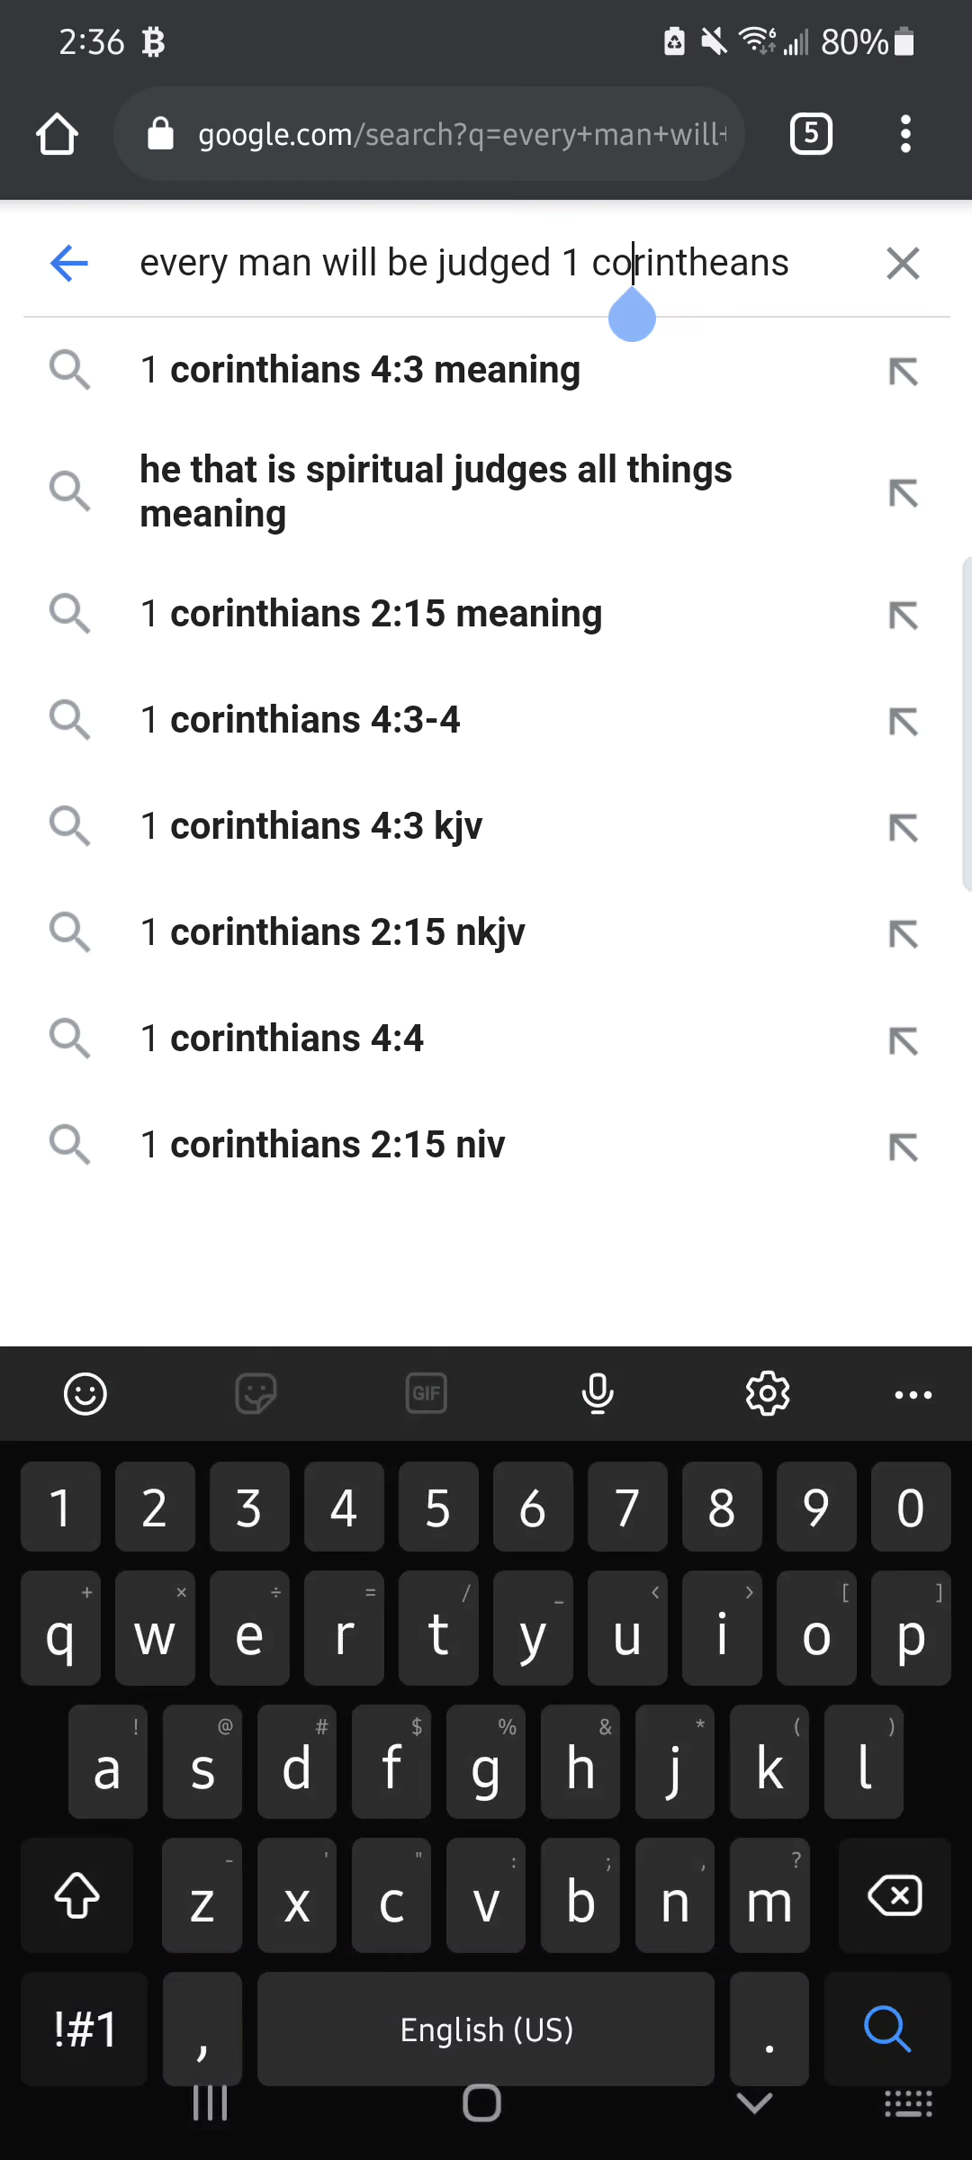 2:36 80%
google.com/search?q=every+man+will+ 5
every man will be judged 1 corintheans
1 corinthians 4:3 meaning
he that is spiritual judges all things
meaning
1 corinthians 2:15 meaning
1 corinthians 4:3-4
1 corinthians 4:3 kjv
1 corinthians 2:15 nkjv
1 corinthians 4:4
1 corinthians 2:15 niv
GIF
1 2 3 4 5 6 7 8 9 0
+ × ÷ = / _ < > [ ]
q w e r t y u i o p
! @ # $ % & * ( )
a s d f g h j k l
- ' " : ; , ?
z x c v b n m
!#1 , English (US) .